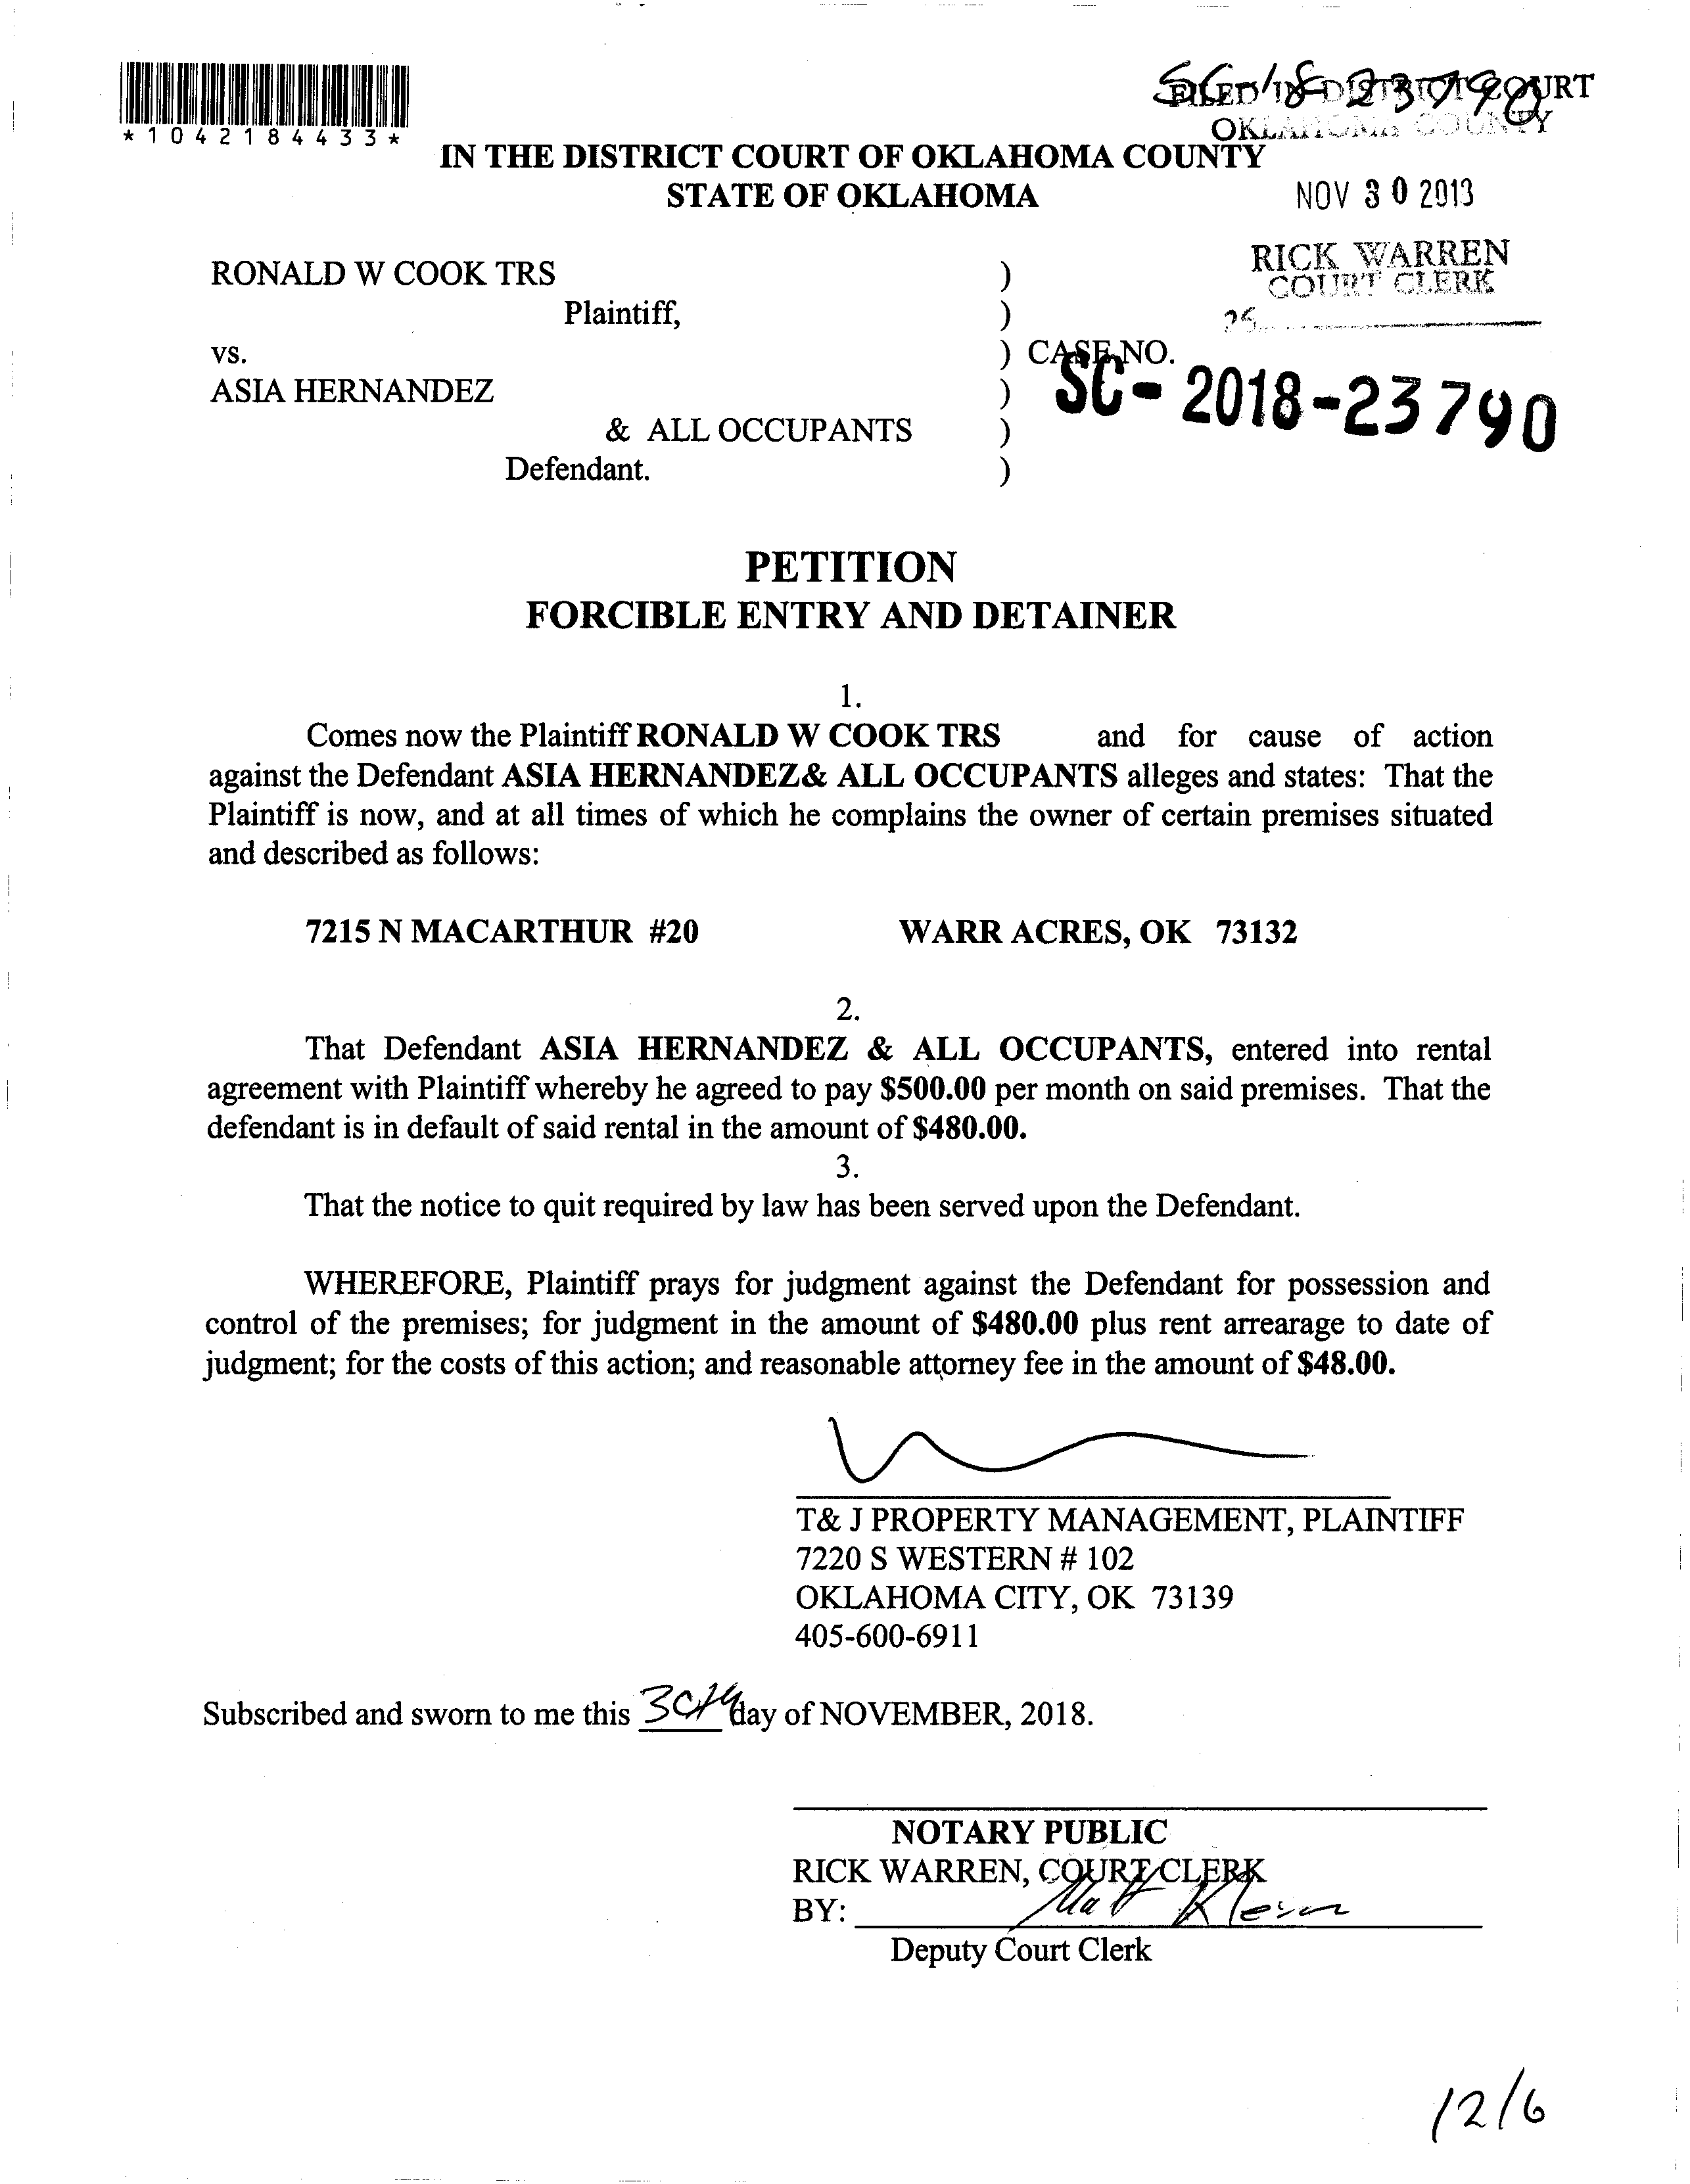 *1042184433*
SC-18-23790
FILED IN DISTRICT COURT
OKLAHOMA COUNTY
IN THE DISTRICT COURT OF OKLAHOMA COUNTY
STATE OF OKLAHOMA
NOV 30 2018
RICK WARREN
COURT CLERK
RONALD W COOK TRS )
Plaintiff, )
vs. ) CASE NO.
SC-2018-23790
ASIA HERNANDEZ )
& ALL OCCUPANTS )
Defendant. )
PETITION
FORCIBLE ENTRY AND DETAINER
1.
Comes now the Plaintiff RONALD W COOK TRS and for cause of action
against the Defendant ASIA HERNANDEZ& ALL OCCUPANTS alleges and states: That the
Plaintiff is now, and at all times of which he complains the owner of certain premises situated
and described as follows:
7215 N MACARTHUR #20 WARR ACRES, OK 73132
2.
That Defendant ASIA HERNANDEZ & ALL OCCUPANTS, entered into rental
agreement with Plaintiff whereby he agreed to pay $500.00 per month on said premises. That the
defendant is in default of said rental in the amount of $480.00.
3.
That the notice to quit required by law has been served upon the Defendant.
WHEREFORE, Plaintiff prays for judgment against the Defendant for possession and
control of the premises; for judgment in the amount of $480.00 plus rent arrearage to date of
judgment; for the costs of this action; and reasonable attorney fee in the amount of $48.00.
T& J PROPERTY MANAGEMENT, PLAINTIFF
7220 S WESTERN # 102
OKLAHOMA CITY, OK 73139
405-600-6911
Subscribed and sworn to me this 30th day of NOVEMBER, 2018.
NOTARY PUBLIC
RICK WARREN, COURT CLERK
BY: Matt
Deputy Court Clerk
12/6